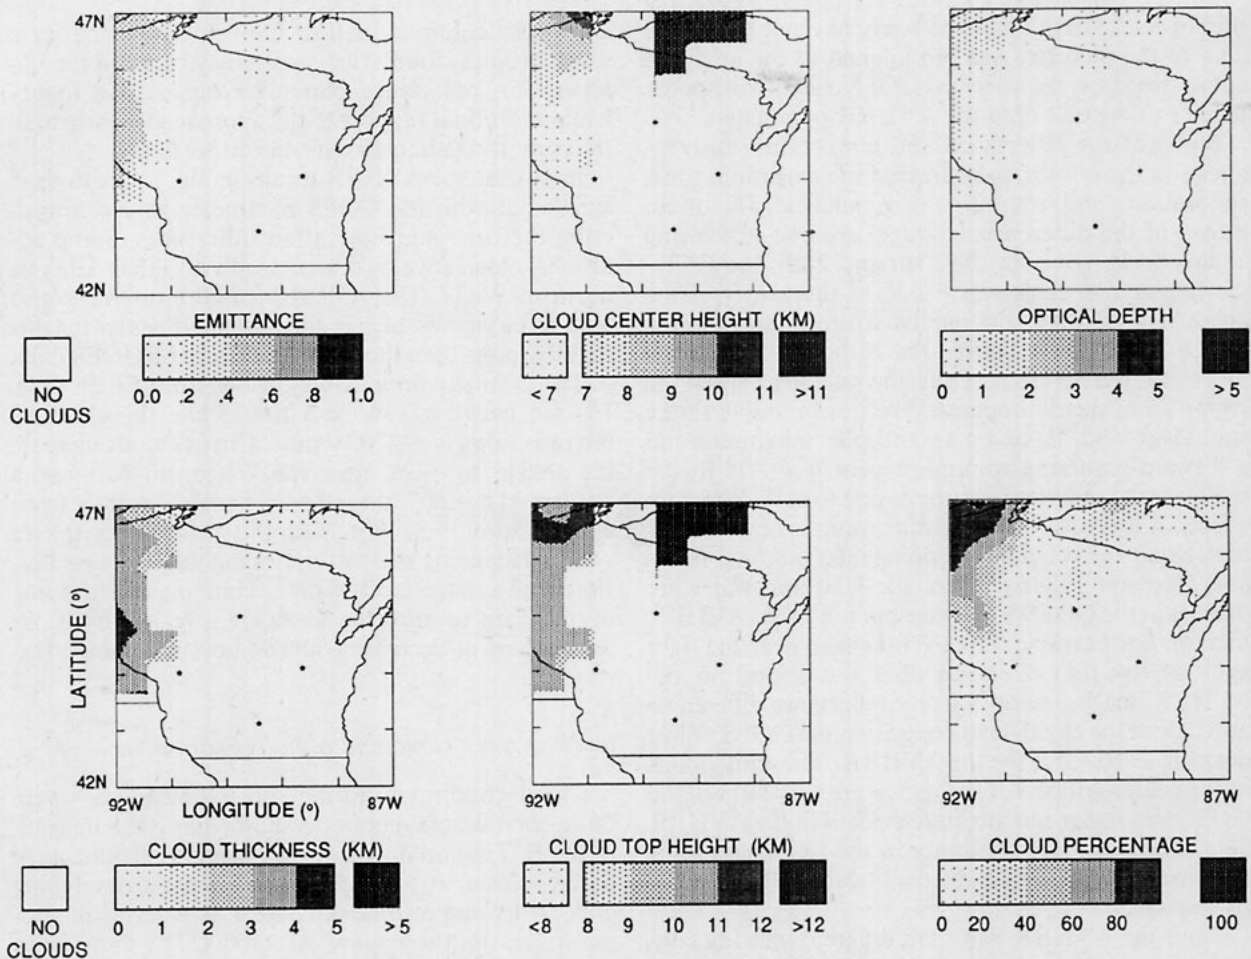 47N
42N
EMITTANCE
CLOUD CENTER HEIGHT (KM)
OPTICAL DEPTH
NO CLOUDS
0.0 .2 .4 .6 .8 1.0
<7 7 8 9 10 11 >11
0 1 2 3 4 5 5
47N
LATITUDE (°)
42N
92W 87W
92W 87W
92W 87W
LONGITUDE (°)
CLOUD THICKNESS (KM)
CLOUD TOP HEIGHT (KM)
CLOUD PERCENTAGE
NO CLOUDS
0 1 2 3 4 5 >5
<8 8 9 10 11 12 >12
0 20 40 60 80 100